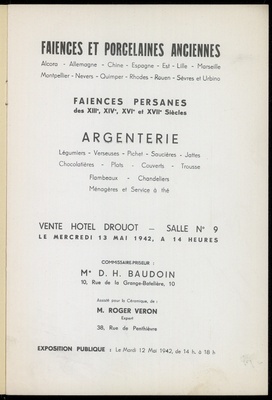 FAIENCES ET PORCELAINES ANCIENNES
Alcora - Allemagne - Chine - Espagne - Est - Lille - Marseille
Montpellier - Nevers - Quimper - Rhodes - Rouen - Sèvres et Urbino
FAIENCES PERSANES
des XIIIe, XIVe, XVIe et XVIIe Siècles
ARGENTERIE
Légumiers - Verseuses - Pichet - Saucières - Jattes
Chocolatières - Plats - Couverts - Trousse
Flambeaux - Chandeliers
Ménagères et Service à thé
VENTE HOTEL DROUOT — SALLE N° 9
LE MERCREDI 13 MAI 1942, A 14 HEURES
COMMISSAIRE-PRISEUR :
Me D. H. BAUDOIN
10, Rue de la Grange-Batelière, 10
Assisté pour la Céramique, de :
M. ROGER VERON
Expert
38, Rue de Penthièvre
EXPOSITION PUBLIQUE : Le Mardi 12 Mai 1942, de 14 h. à 18 h